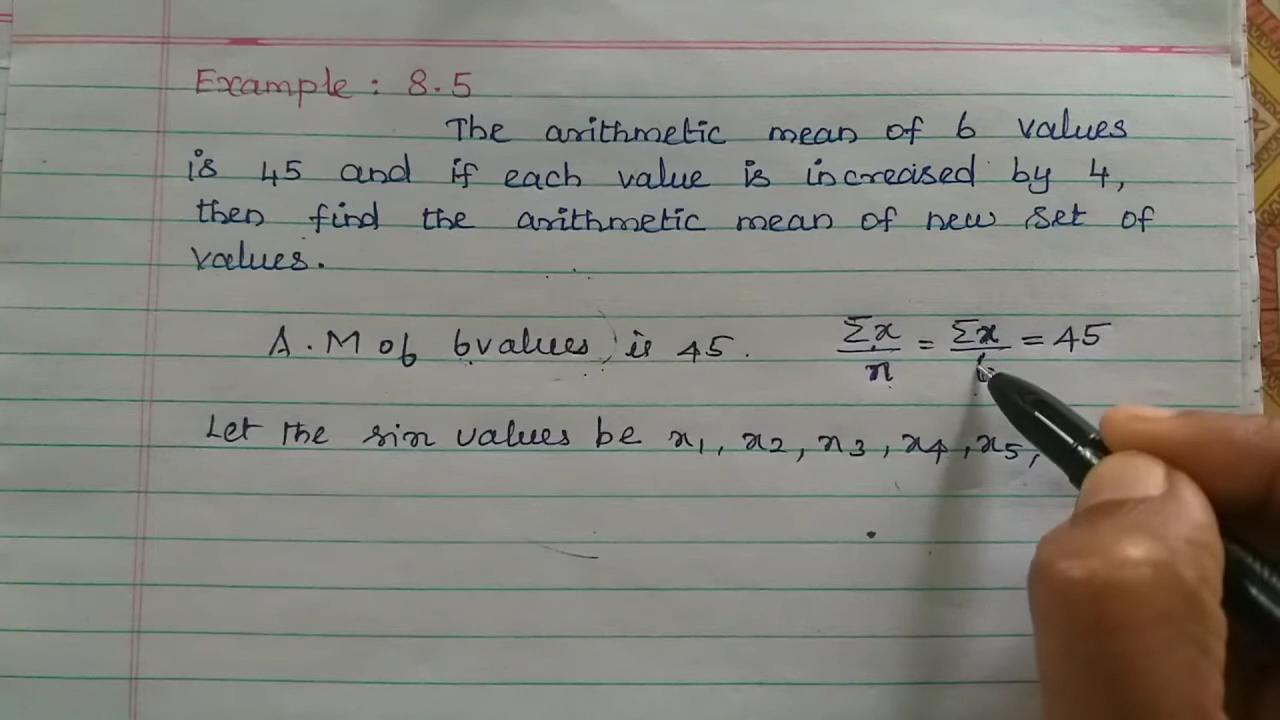 Example : 8.5
The arithmetic mean of 6 values
is 45 and if each value is increased by 4,
then find the arithmetic mean of new set of
values.
A.M of 6 values is 45. Σx/n = Σx/6 = 45
Let the six values be x1, x2, x3, x4, x5,